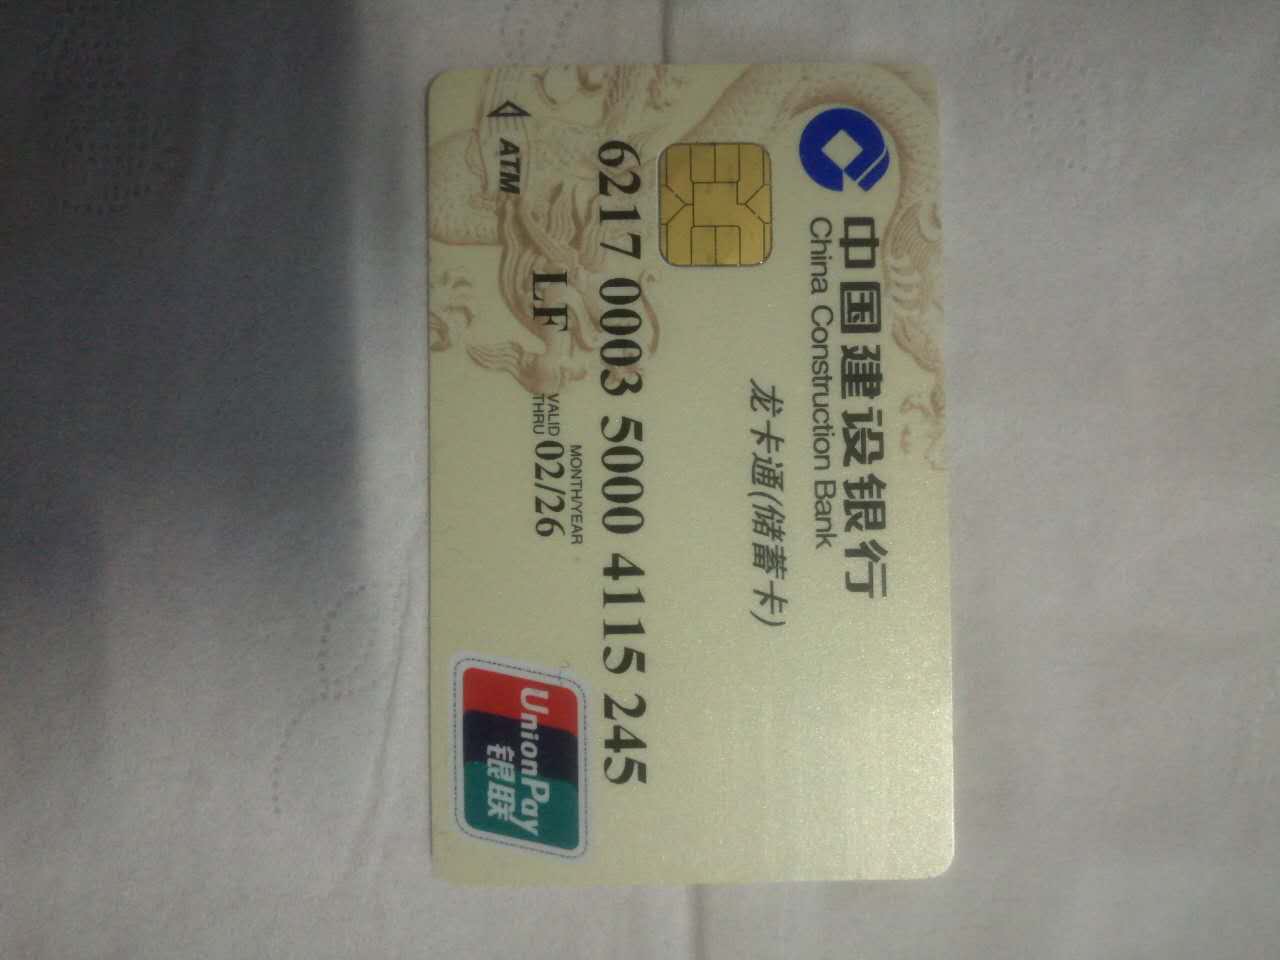 中国建设银行
China Construction Bank
龙卡通(储蓄卡)
6217 0003 5000 4115 245
MONTH/YEAR
LF
VALID THRU 02/26
ATM
UnionPay
银联